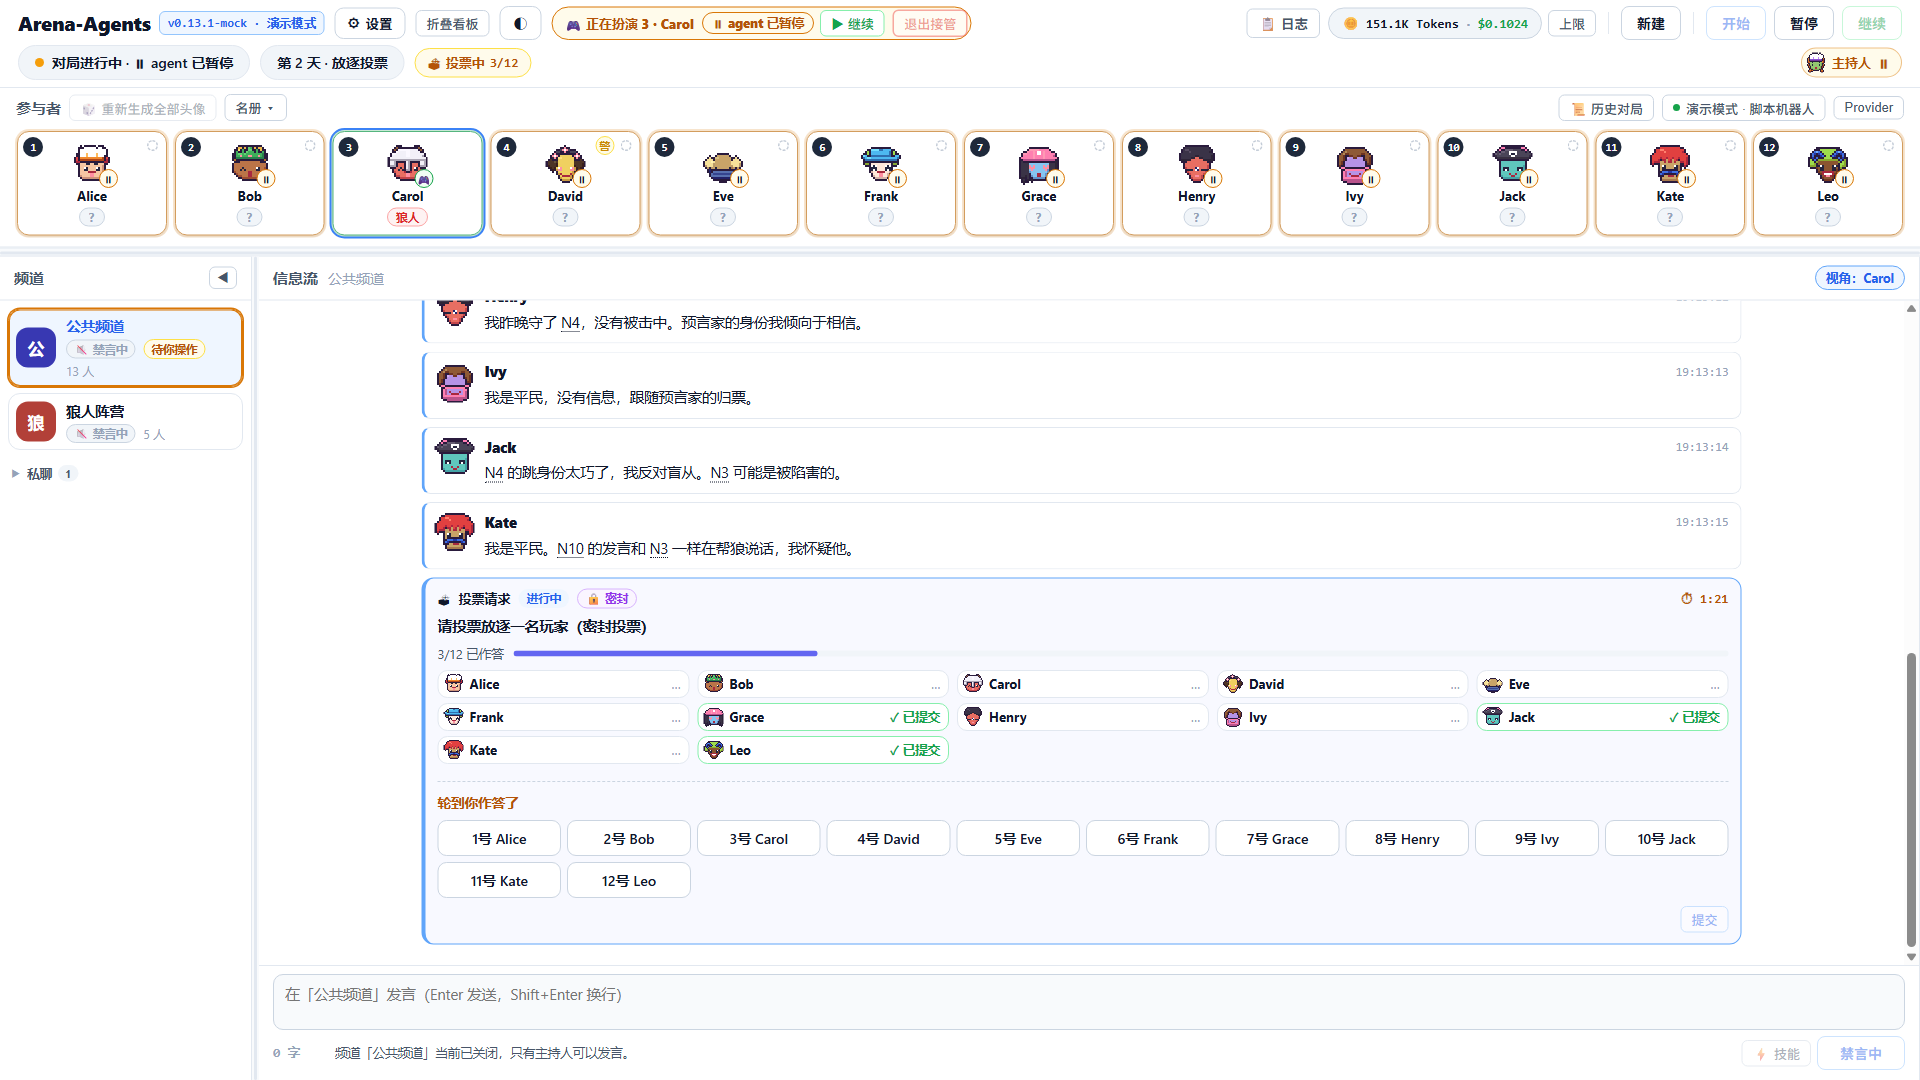 Arena-Agents
v0.13.1-mock · 演示模式
设置
折叠看板
正在扮演 3 · Carol
agent 已暂停
继续
退出接管
日志
151.1K Tokens · $0.1024
上限
新建
开始
暂停
继续
对局进行中 · agent 已暂停
第 2 天 · 放逐投票
投票中 3/12
主持人
参与者
重新生成全部头像
名册
历史对局
演示模式 · 脚本机器人
Provider
1
Alice
?
2
Bob
?
3
Carol
狼人
4
警
David
?
5
Eve
?
6
Frank
?
7
Grace
?
8
Henry
?
9
Ivy
?
10
Jack
?
11
Kate
?
12
Leo
?
频道
公
公共频道
禁言中
待你操作
13 人
狼
狼人阵营
禁言中
5 人
私聊 1
信息流 公共频道
视角: Carol
Henry
我昨晚守了 N4，没有被击中。预言家的身份我倾向于相信。
Ivy
19:13:13
我是平民，没有信息，跟随预言家的归票。
Jack
19:13:14
N4 的跳身份太巧了，我反对盲从。N3 可能是被陷害的。
Kate
19:13:15
我是平民。N10 的发言和 N3 一样在帮狼说话，我怀疑他。
投票请求 进行中 密封
1:21
请投票放逐一名玩家（密封投票）
3/12 已作答
Alice ...
Bob ...
Carol ...
David ...
Eve ...
Frank ...
Grace ✓ 已提交
Henry ...
Ivy ...
Jack ✓ 已提交
Kate ...
Leo ✓ 已提交
轮到你作答了
1号 Alice
2号 Bob
3号 Carol
4号 David
5号 Eve
6号 Frank
7号 Grace
8号 Henry
9号 Ivy
10号 Jack
11号 Kate
12号 Leo
提交
在「公共频道」发言（Enter 发送，Shift+Enter 换行）
0 字
频道「公共频道」当前已关闭，只有主持人可以发言。
技能
禁言中